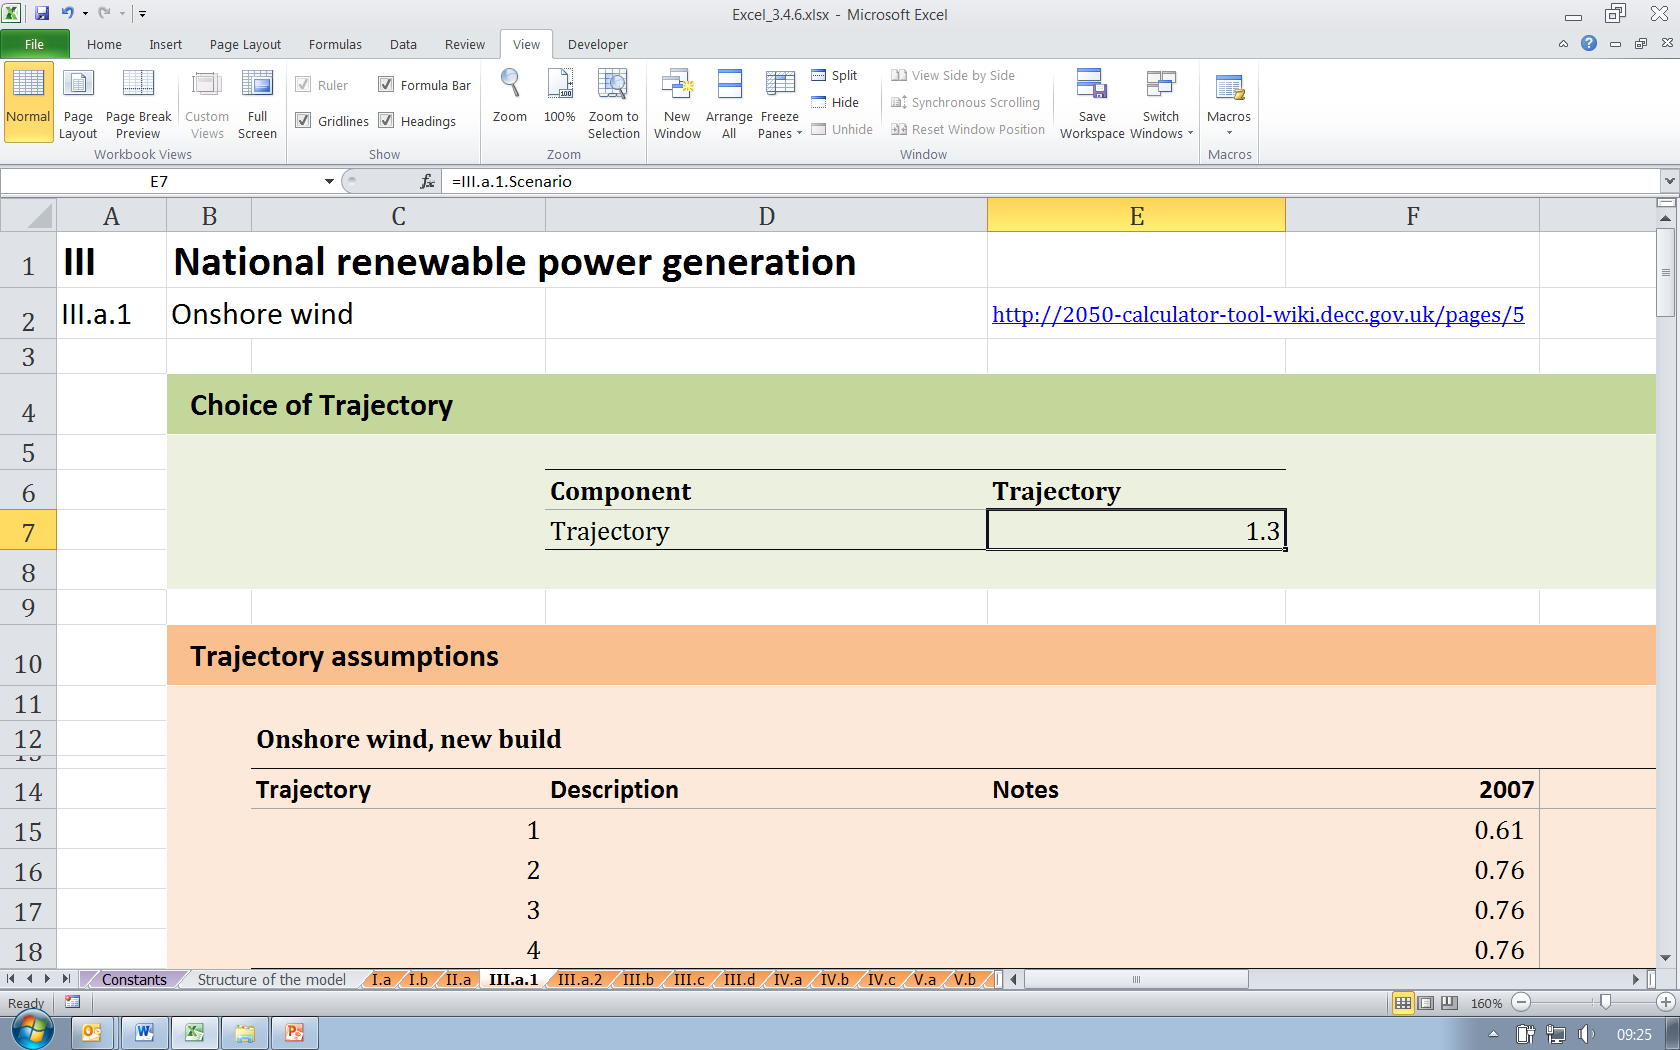 Excel_3.4.6.xlsx - Microsoft Excel
File Home Insert Page Layout Formulas Data Review View Developer
Normal
Page Layout
Page Break Preview
Custom Views
Full Screen
Workbook Views
Ruler
Formula Bar
Gridlines
Headings
Show
Zoom
100%
Zoom to Selection
Zoom
New Window
Arrange All
Freeze Panes
Split
Hide
Unhide
View Side by Side
Synchronous Scrolling
Reset Window Position
Window
Save Workspace
Switch Windows
Macros
Macros
E7 fx =III.a.1.Scenario
A B C D E F
1 III National renewable power generation
2 III.a.1 Onshore wind http://2050-calculator-tool-wiki.decc.gov.uk/pages/5
3
4 Choice of Trajectory
5
6 Component Trajectory
7 Trajectory 1.3
8
9
10 Trajectory assumptions
11
12 Onshore wind, new build
13
14 Trajectory Description Notes 2007
15 1 0.61
16 2 0.76
17 3 0.76
18 4 0.76
Constants Structure of the model I.a I.b II.a III.a.1 III.a.2 III.b III.c III.d IV.a IV.b IV.c V.a V.b
Ready 160%
09:25